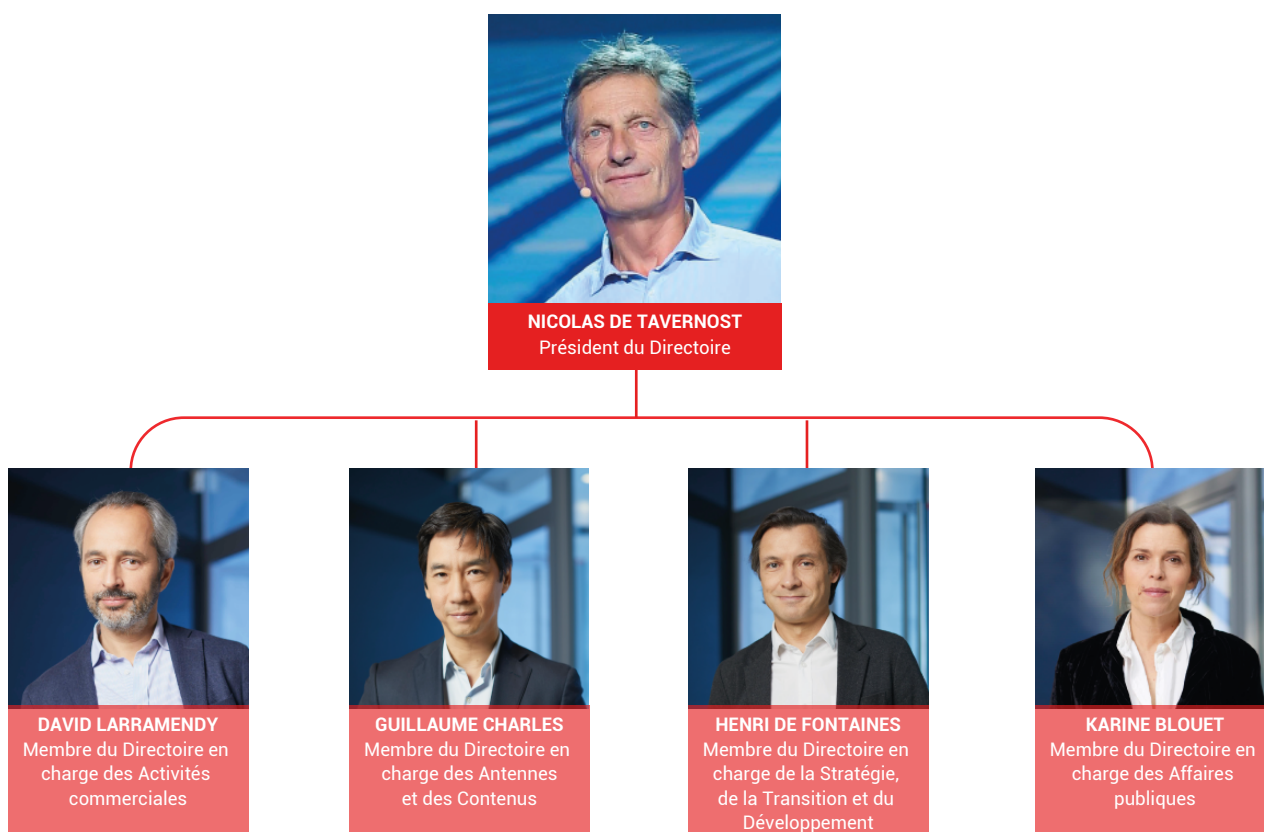 NICOLAS DE TAVERNOST
Président du Directoire
DAVID LARRAMENDY
Membre du Directoire en
charge des Activités
commerciales
GUILLAUME CHARLES
Membre du Directoire en
charge des Antennes
et des Contenus
HENRI DE FONTAINES
Membre du Directoire en
charge de la Stratégie,
de la Transition et du
Développement
KARINE BLOUET
Membre du Directoire en
charge des Affaires
publiques